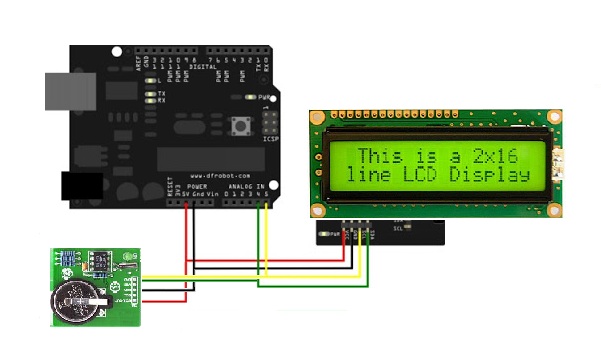 AREF
GND
13
12
11
10
9
8
7
6
5
4
3
2
1
0
PWM
PWM
PWM
PWM
PWM
PWM
TX
RX
DIGITAL
L
TX
RX
PWR
1
ICSP
www.dfrobot.com
RESET
3V3
POWER
5V Gnd Vin
ANALOG IN
0 1 2 3 4 5
This is a 2x16
line LCD Display
PWR
SCL